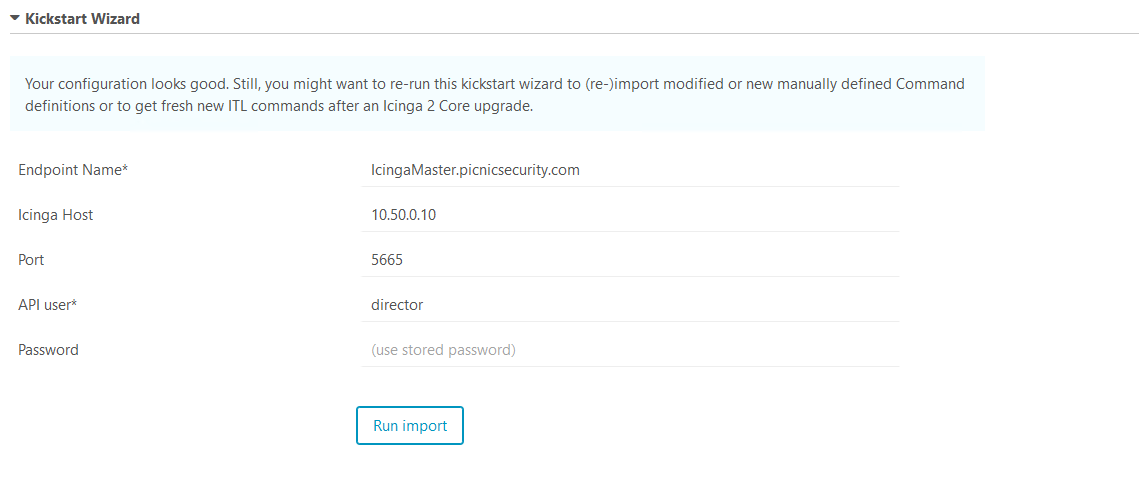 Kickstart Wizard
Your configuration looks good. Still, you might want to re-run this kickstart wizard to (re-)import modified or new manually defined Command
definitions or to get fresh new ITL commands after an Icinga 2 Core upgrade.
Endpoint Name* IcingaMaster.picnicsecurity.com
Icinga Host 10.50.0.10
Port 5665
API user* director
Password (use stored password)
Run import